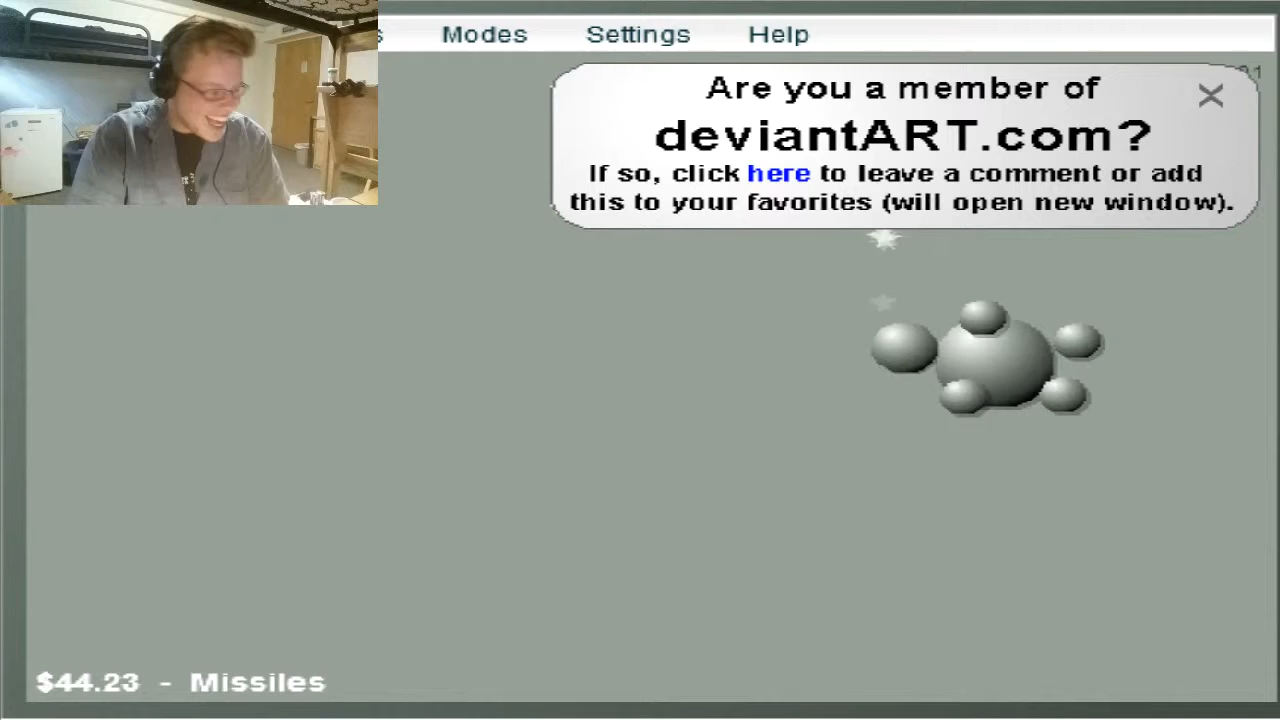 Modes Settings Help
Are you a member of
deviantART.com?
If so, click here to leave a comment or add
this to your favorites (will open new window).
$44.23 - Missiles